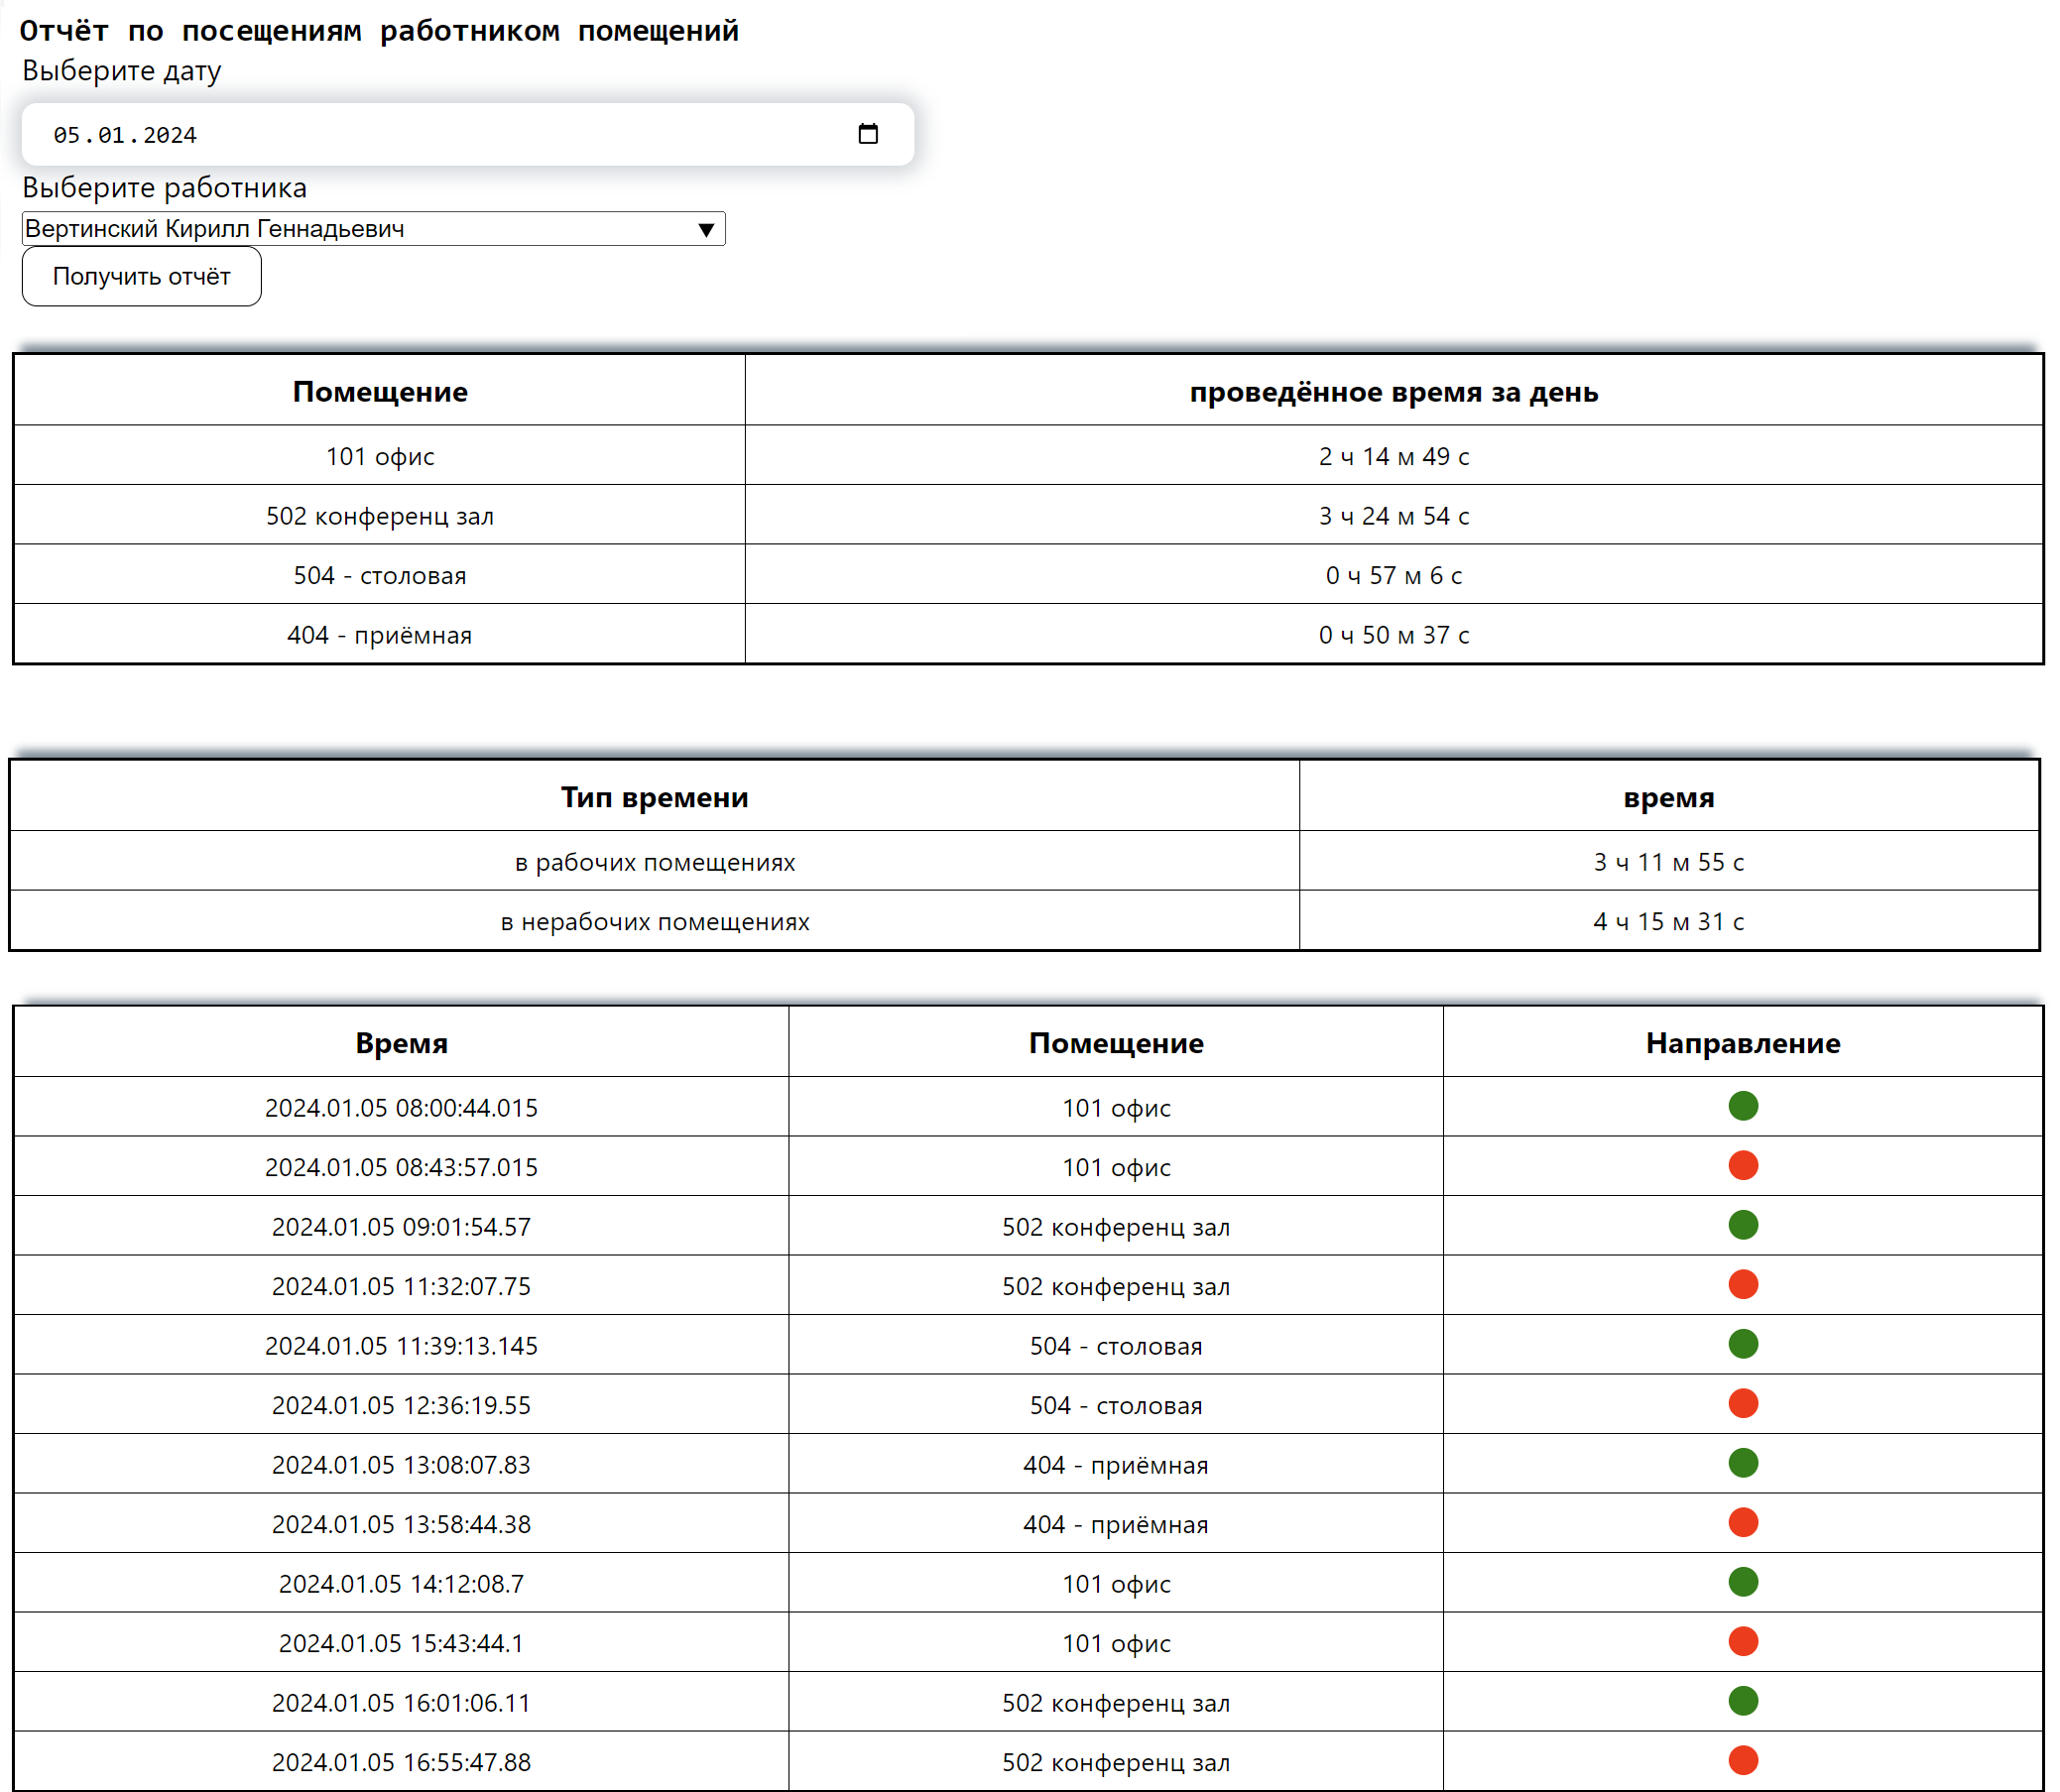 Отчёт по посещениям работником помещений
Выберите дату
05.01.2024
Выберите работника
Вертинский Кирилл Геннадьевич
Получить отчёт
Помещение проведённое время за день
101 офис 2 ч 14 м 49 с
502 конференц зал 3 ч 24 м 54 с
504 - столовая 0 ч 57 м 6 с
404 - приёмная 0 ч 50 м 37 с
Тип времени время
в рабочих помещениях 3 ч 11 м 55 с
в нерабочих помещениях 4 ч 15 м 31 с
Время Помещение Направление
2024.01.05 08:00:44.015 101 офис
2024.01.05 08:43:57.015 101 офис
2024.01.05 09:01:54.57 502 конференц зал
2024.01.05 11:32:07.75 502 конференц зал
2024.01.05 11:39:13.145 504 - столовая
2024.01.05 12:36:19.55 504 - столовая
2024.01.05 13:08:07.83 404 - приёмная
2024.01.05 13:58:44.38 404 - приёмная
2024.01.05 14:12:08.7 101 офис
2024.01.05 15:43:44.1 101 офис
2024.01.05 16:01:06.11 502 конференц зал
2024.01.05 16:55:47.88 502 конференц зал